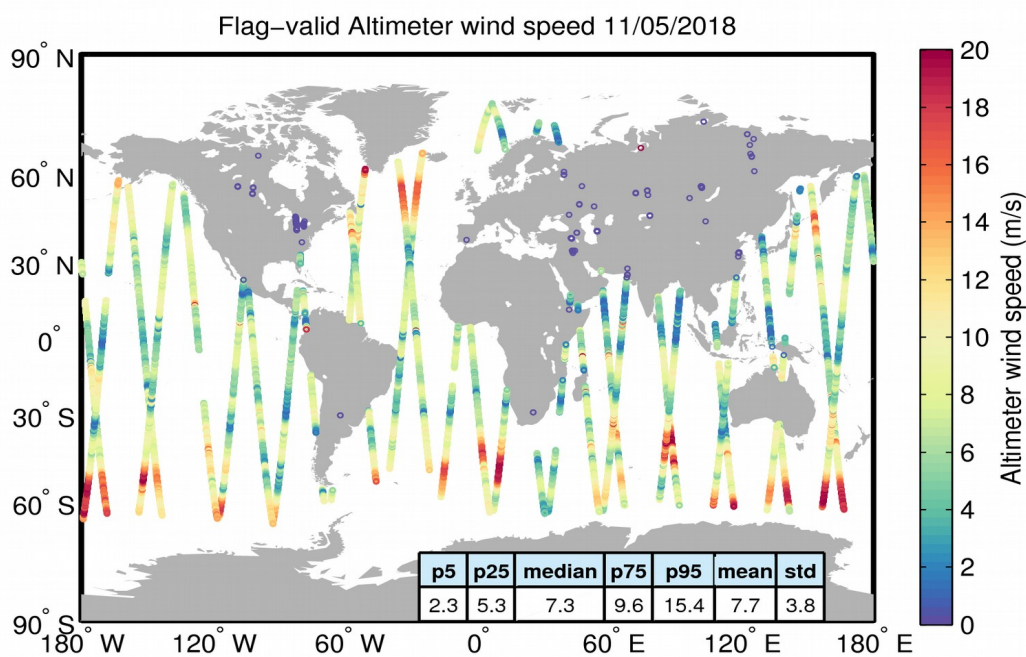 Flag−valid Altimeter wind speed 11/05/2018
90° N
60° N
30° N
0°
30° S
60° S
90° S
180° W 120° W 60° W 0° 60° E 120° E 180° E
p5 p25 median p75 p95 mean std
2.3 5.3 7.3 9.6 15.4 7.7 3.8
20
18
16
14
12
10
8
6
4
2
0
Altimeter wind speed (m/s)